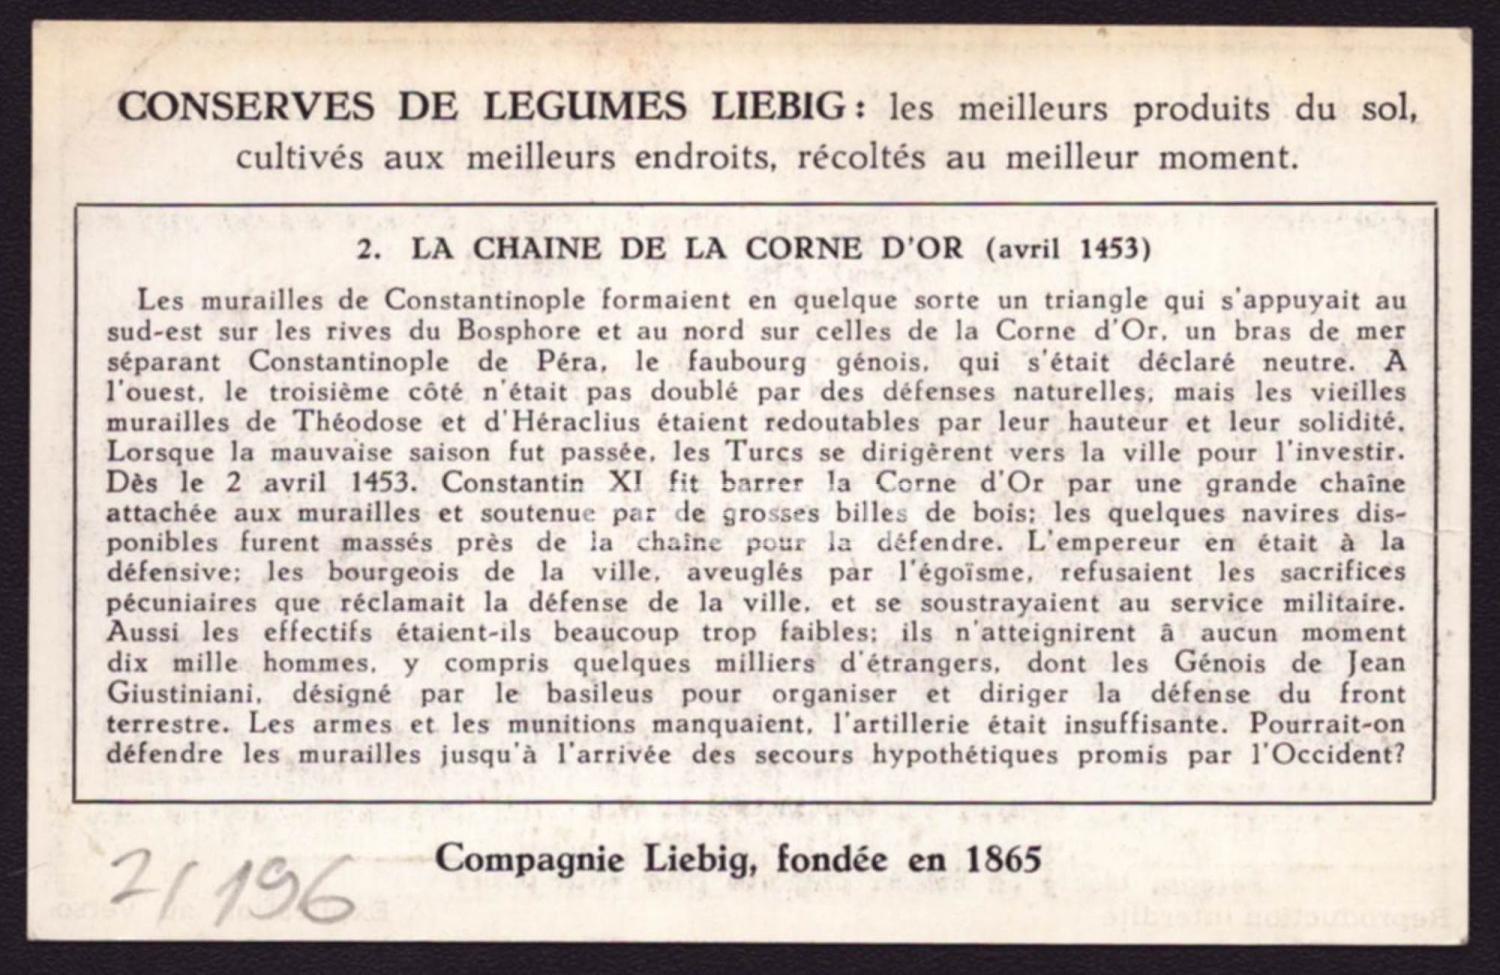 CONSERVES DE LEGUMES LIEBIG : les meilleurs produits du sol,
cultivés aux meilleurs endroits, récoltés au meilleur moment.
2. LA CHAINE DE LA CORNE D'OR (avril 1453)
Les murailles de Constantinople formaient en quelque sorte un triangle qui s'appuyait au
sud-est sur les rives du Bosphore et au nord sur celles de la Corne d'Or, un bras de mer
séparant Constantinople de Péra, le faubourg génois, qui s'était déclaré neutre. A
l'ouest, le troisième côté n'était pas doublé par des défenses naturelles, mais les vieilles
murailles de Théodose et d'Héraclius étaient redoutables par leur hauteur et leur solidité.
Lorsque la mauvaise saison fut passée, les Turcs se dirigèrent vers la ville pour l'investir.
Dès le 2 avril 1453, Constantin XI fit barrer la Corne d'Or par une grande chaîne
attachée aux murailles et soutenue par de grosses billes de bois; les quelques navires dis-
ponibles furent massés près de la chaîne pour la défendre. L'empereur en était à la
défensive; les bourgeois de la ville, aveuglés par l'égoïsme, refusaient les sacrifices
pécuniaires que réclamait la défense de la ville, et se soustrayaient au service militaire.
Aussi les effectifs étaient-ils beaucoup trop faibles; ils n'atteignirent à aucun moment
dix mille hommes, y compris quelques milliers d'étrangers, dont les Génois de Jean
Giustiniani, désigné par le basileus pour organiser et diriger la défense du front
terrestre. Les armes et les munitions manquaient, l'artillerie était insuffisante. Pourrait-on
défendre les murailles jusqu'à l'arrivée des secours hypothétiques promis par l'Occident?
Compagnie Liebig, fondée en 1865
2/196